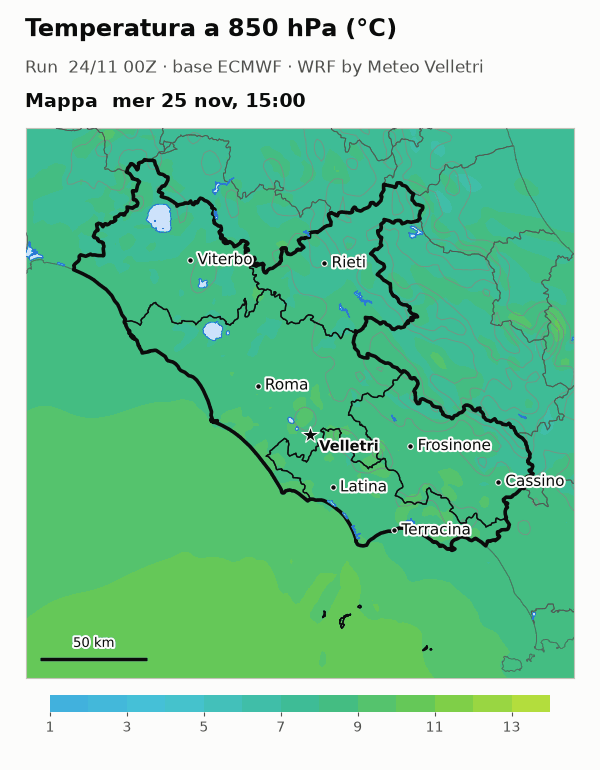 Temperatura a 850 hPa (°C)
Run  24/11 00Z · base ECMWF · WRF by Meteo Velletri
Mappa  mer 25 nov, 15:00
Viterbo
Rieti
Roma
Velletri
Frosinone
Latina
Cassino
Terracina
50 km
1 3 5 7 9 11 13